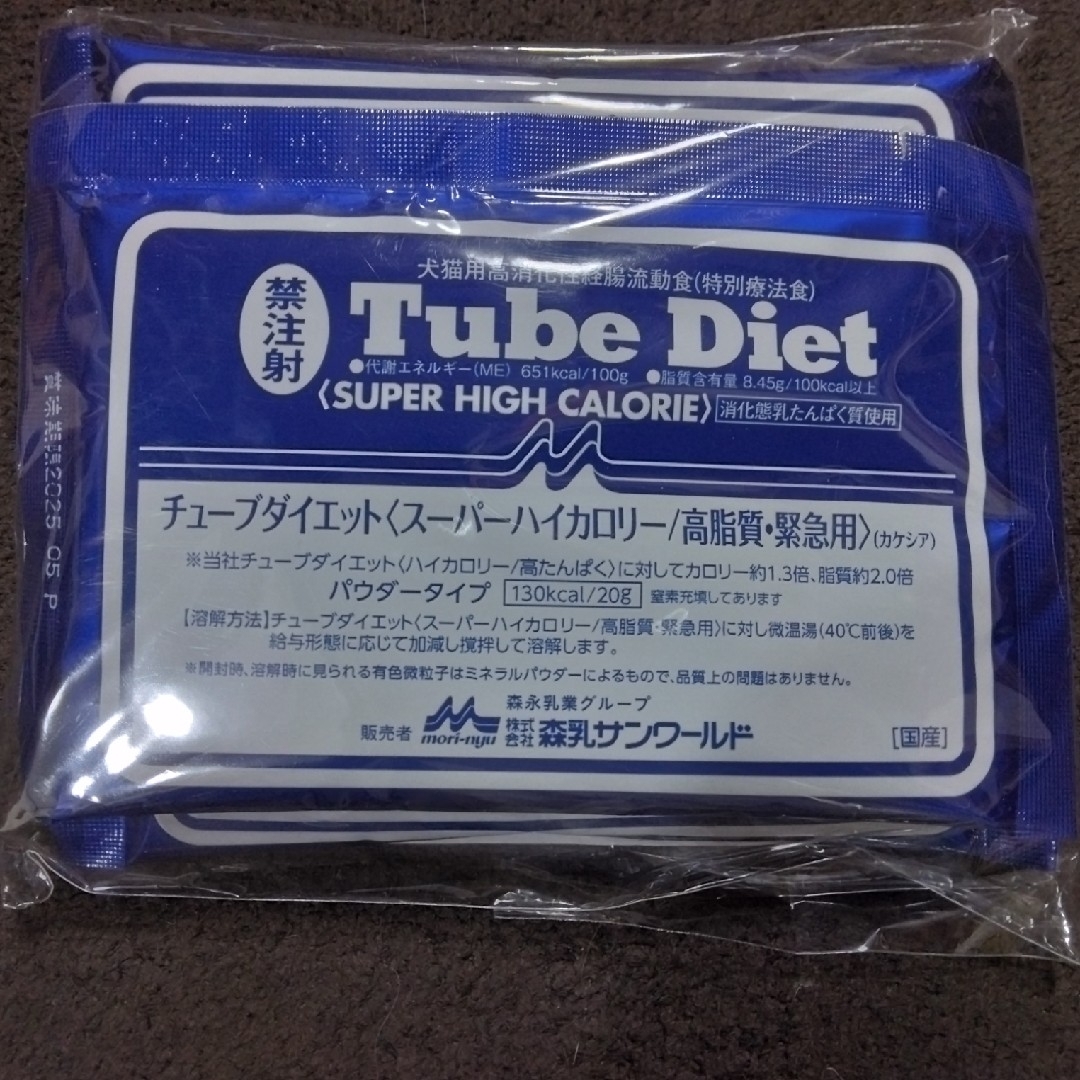 犬猫用高消化性経腸流動食(特別療法食)
禁注射
Tube Diet
●代謝エネルギー(ME) 651kcal/100g ●脂質含有量 8.45g/100kcal以上
〈SUPER HIGH CALORIE〉 消化態乳たんぱく質使用
チューブダイエット〈スーパーハイカロリー/高脂質・緊急用〉(カケシア)
※当社チューブダイエット〈ハイカロリー/高たんぱく〉に対してカロリー約1.3倍、脂質約2.0倍
パウダータイプ 130kcal/20g 窒素充填してあります
【溶解方法】チューブダイエット〈スーパーハイカロリー/高脂質・緊急用〉に対し微温湯(40℃前後)を
給与形態に応じて加減し撹拌して溶解します。
※開封時、溶解時に見られる有色微粒子はミネラルパウダーによるもので、品質上の問題はありません。
森永乳業グループ
販売者 mori-nyu 株式会社 森乳サンワールド
[国産]
賞味期限2025-05 P